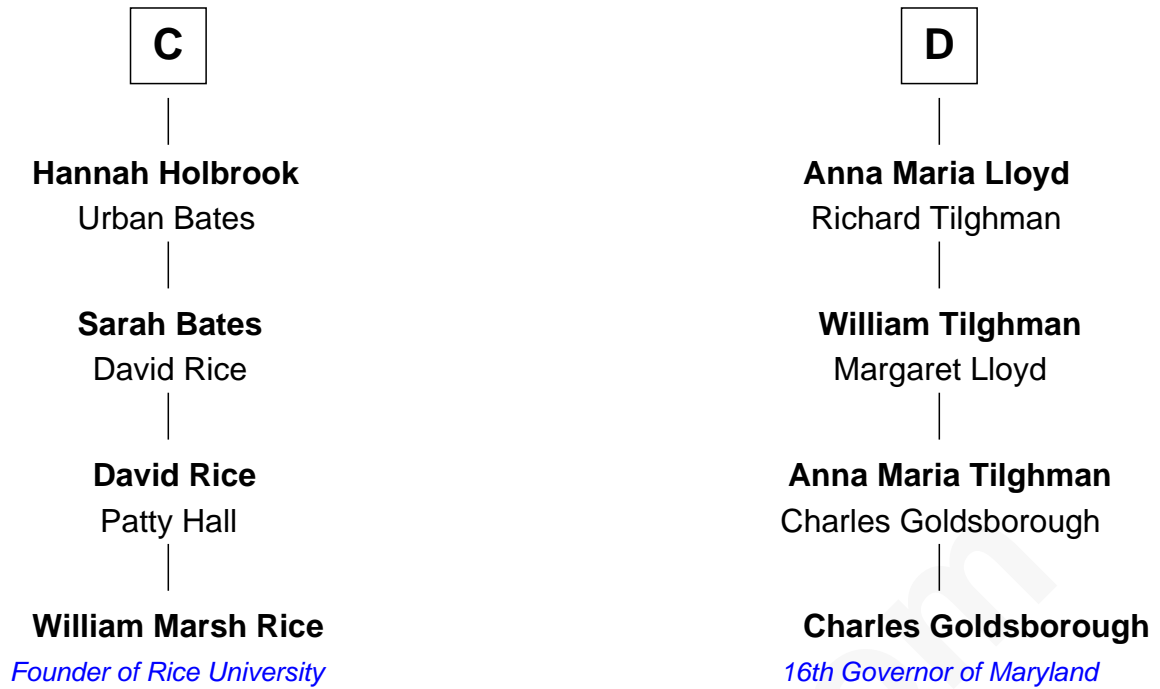 C
Hannah Holbrook
Urban Bates
Sarah Bates
David Rice
David Rice
Patty Hall
William Marsh Rice
Founder of Rice University
D
Anna Maria Lloyd
Richard Tilghman
William Tilghman
Margaret Lloyd
Anna Maria Tilghman
Charles Goldsborough
Charles Goldsborough
16th Governor of Maryland